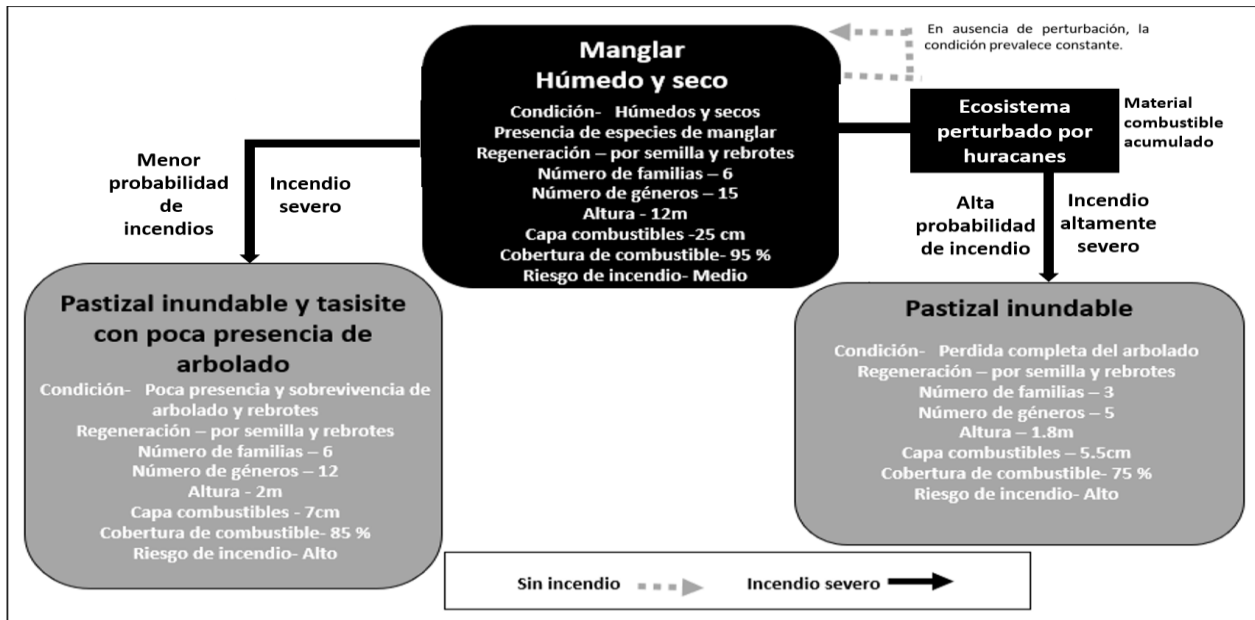 En ausencia de perturbación, la
condición prevalece constante.
Manglar
Húmedo y seco
Condición- Húmedos y secos
Presencia de especies de manglar
Regeneración – por semilla y rebrotes
Número de familias – 6
Número de géneros – 15
Altura - 12m
Capa combustibles -25 cm
Cobertura de combustible- 95 %
Riesgo de incendio- Medio
Ecosistema
perturbado por
huracanes
Material
combustible
acumulado
Menor
probabilidad
de
incendios
Incendio
severo
Alta
probabilidad
de incendio
Incendio
altamente
severo
Pastizal inundable y tasisite
con poca presencia de
arbolado
Condición- Poca presencia y sobrevivencia de
arbolado y rebrotes
Regeneración – por semilla y rebrotes
Número de familias – 6
Número de géneros – 12
Altura - 2m
Capa combustibles - 7cm
Cobertura de combustible- 85 %
Riesgo de incendio- Alto
Pastizal inundable
Condición- Perdida completa del arbolado
Regeneración – por semilla y rebrotes
Número de familias – 3
Número de géneros – 5
Altura – 1.8m
Capa combustibles – 5.5cm
Cobertura de combustible- 75 %
Riesgo de incendio- Alto
Sin incendio
Incendio severo